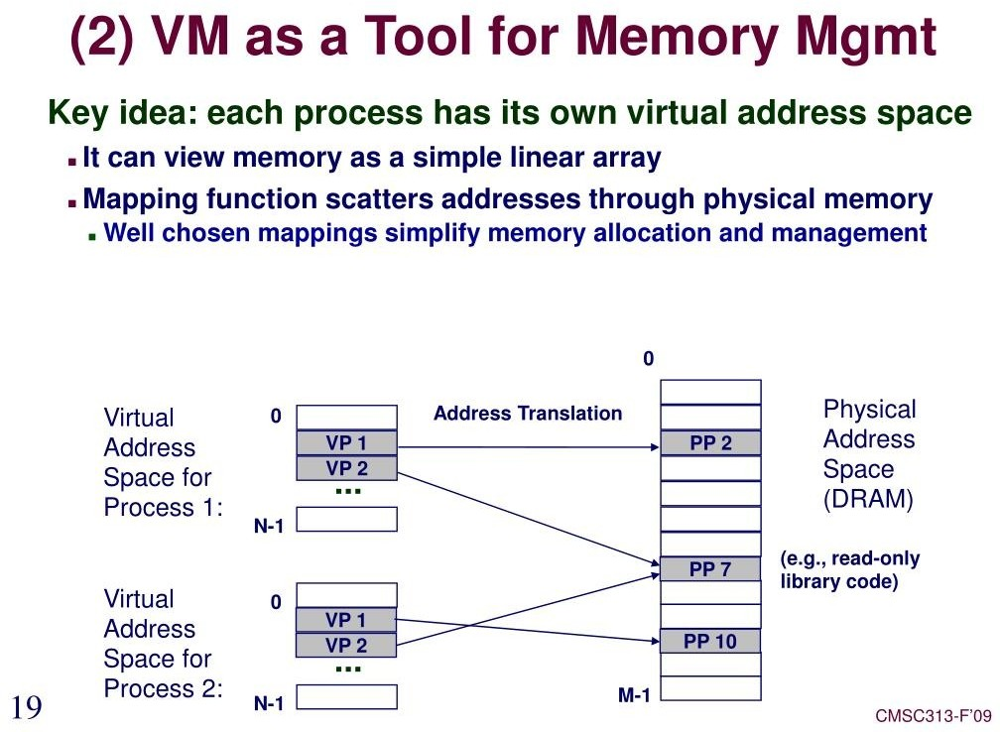 (2) VM as a Tool for Memory Mgmt
Key idea: each process has its own virtual address space
It can view memory as a simple linear array
Mapping function scatters addresses through physical memory
Well chosen mappings simplify memory allocation and management
Virtual
Address
Space for
Process 1:
0
VP 1
VP 2
...
N-1
Address Translation
0
PP 2
PP 7
PP 10
M-1
Physical
Address
Space
(DRAM)
(e.g., read-only
library code)
Virtual
Address
Space for
Process 2:
0
VP 1
VP 2
...
N-1
19
CMSC313-F'09